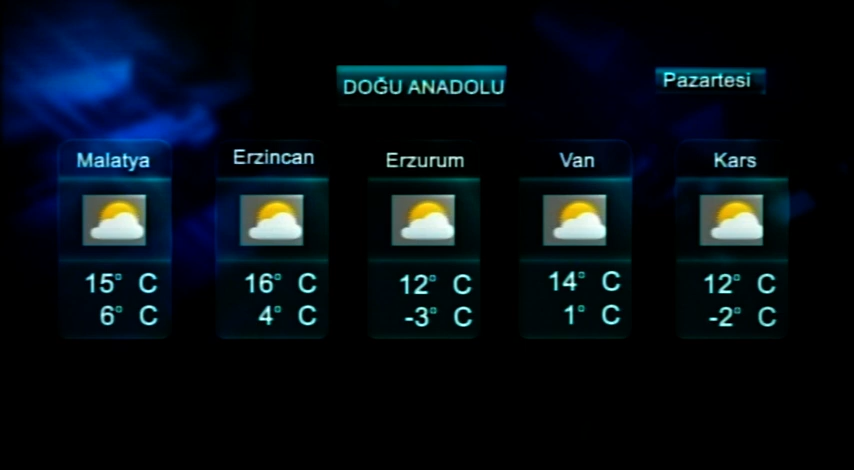 DOĞU ANADOLU
Pazartesi
Malatya
15° C
6° C
Erzincan
16° C
4° C
Erzurum
12° C
-3° C
Van
14° C
1° C
Kars
12° C
-2° C